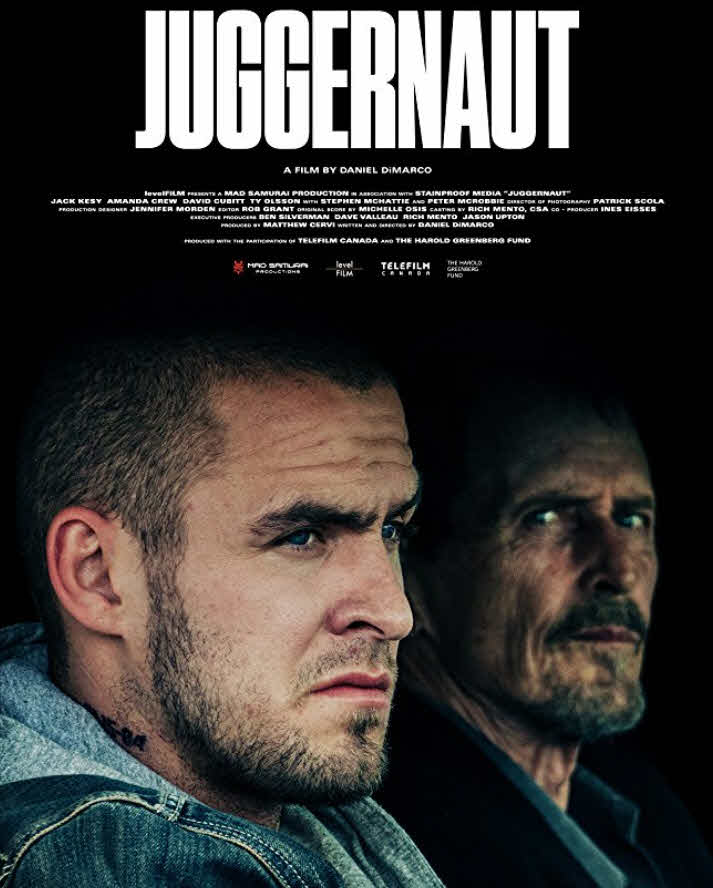 JUGGERNAUT
A FILM BY DANIEL DiMARCO
levelFILM PRESENTS A MAD SAMURAI PRODUCTION IN ASSOCIATION WITH STAINPROOF MEDIA "JUGGERNAUT"
JACK KESY AMANDA CREW DAVID CUBITT TY OLSSON WITH STEPHEN MCHATTIE AND PETER MCROBBIE DIRECTOR OF PHOTOGRAPHY PATRICK SCOLA
PRODUCTION DESIGNER JENNIFER MORDEN EDITOR ROB GRANT ORIGINAL SCORE BY MICHELLE OSIS CASTING BY RICH MENTO, CSA CO - PRODUCER INES EISSES
EXECUTIVE PRODUCERS BEN SILVERMAN DAVE VALLEAU RICH MENTO JASON UPTON
PRODUCED BY MATTHEW CERVI WRITTEN AND DIRECTED BY DANIEL DiMARCO
PRODUCED WITH THE PARTICIPATION OF TELEFILM CANADA AND THE HAROLD GREENBERG FUND
MAD SAMURAI
PRODUCTIONS
level
FILM
TELEFILM
CANADA
THE HAROLD
GREENBERG
FUND